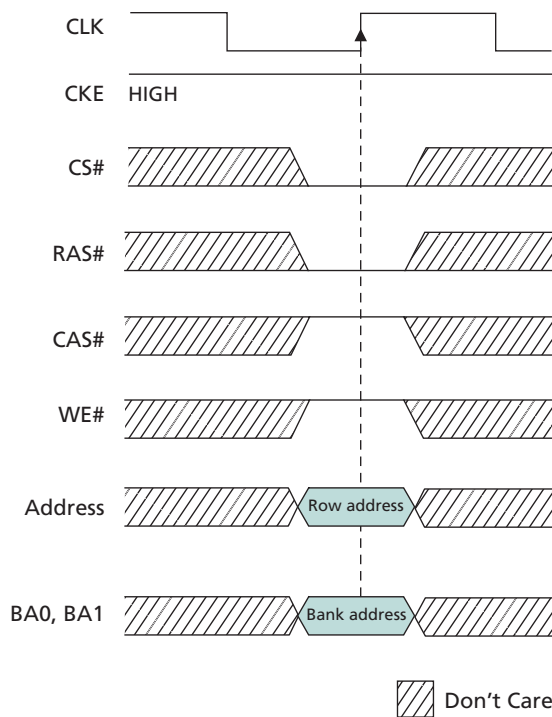 CLK
CKE HIGH
CS#
RAS#
CAS#
WE#
Address Row address
BA0, BA1 Bank address
Don't Care